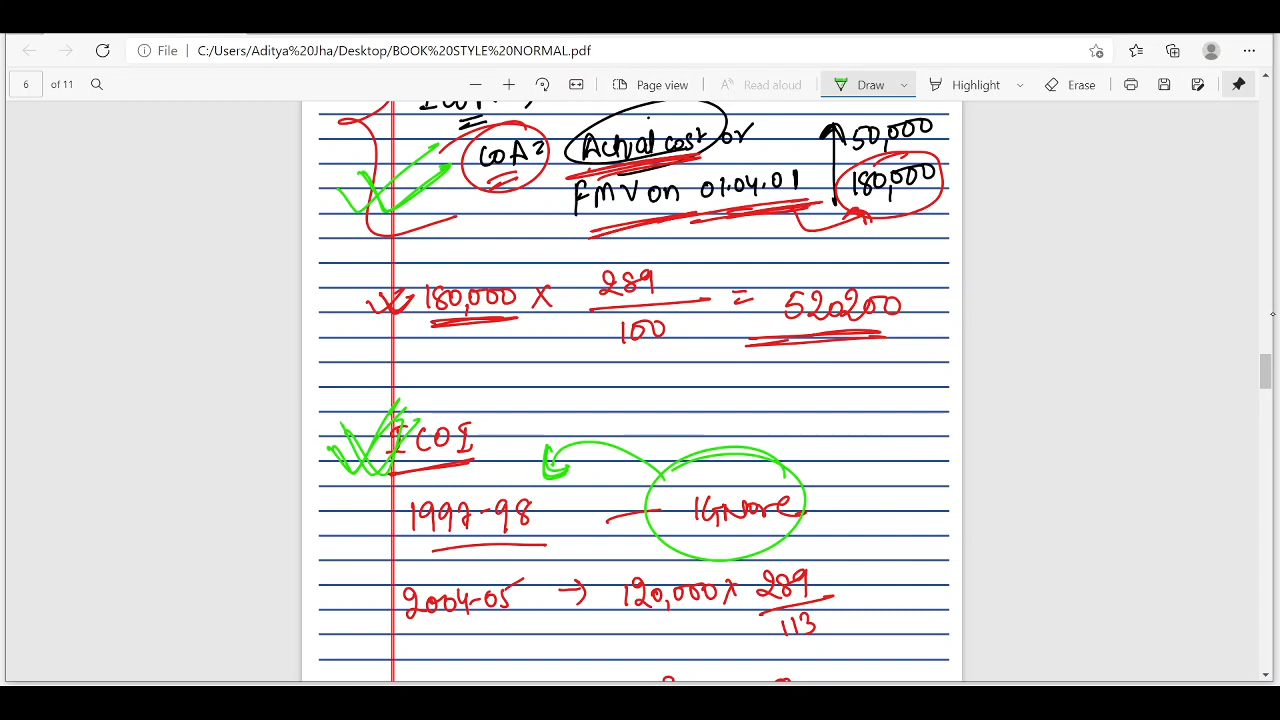 File C:/Users/Aditya%20Jha/Desktop/BOOK%20STYLE%20NORMAL.pdf
6 of 11 Page view Read aloud Draw Highlight Erase
COA = Actual cost or 50,000
FMV on 01.04.01 180,000
180,000 × 289/100 = 520200
ICOI
1997-98 — IGNore
2004-05 → 120,000 × 289/113